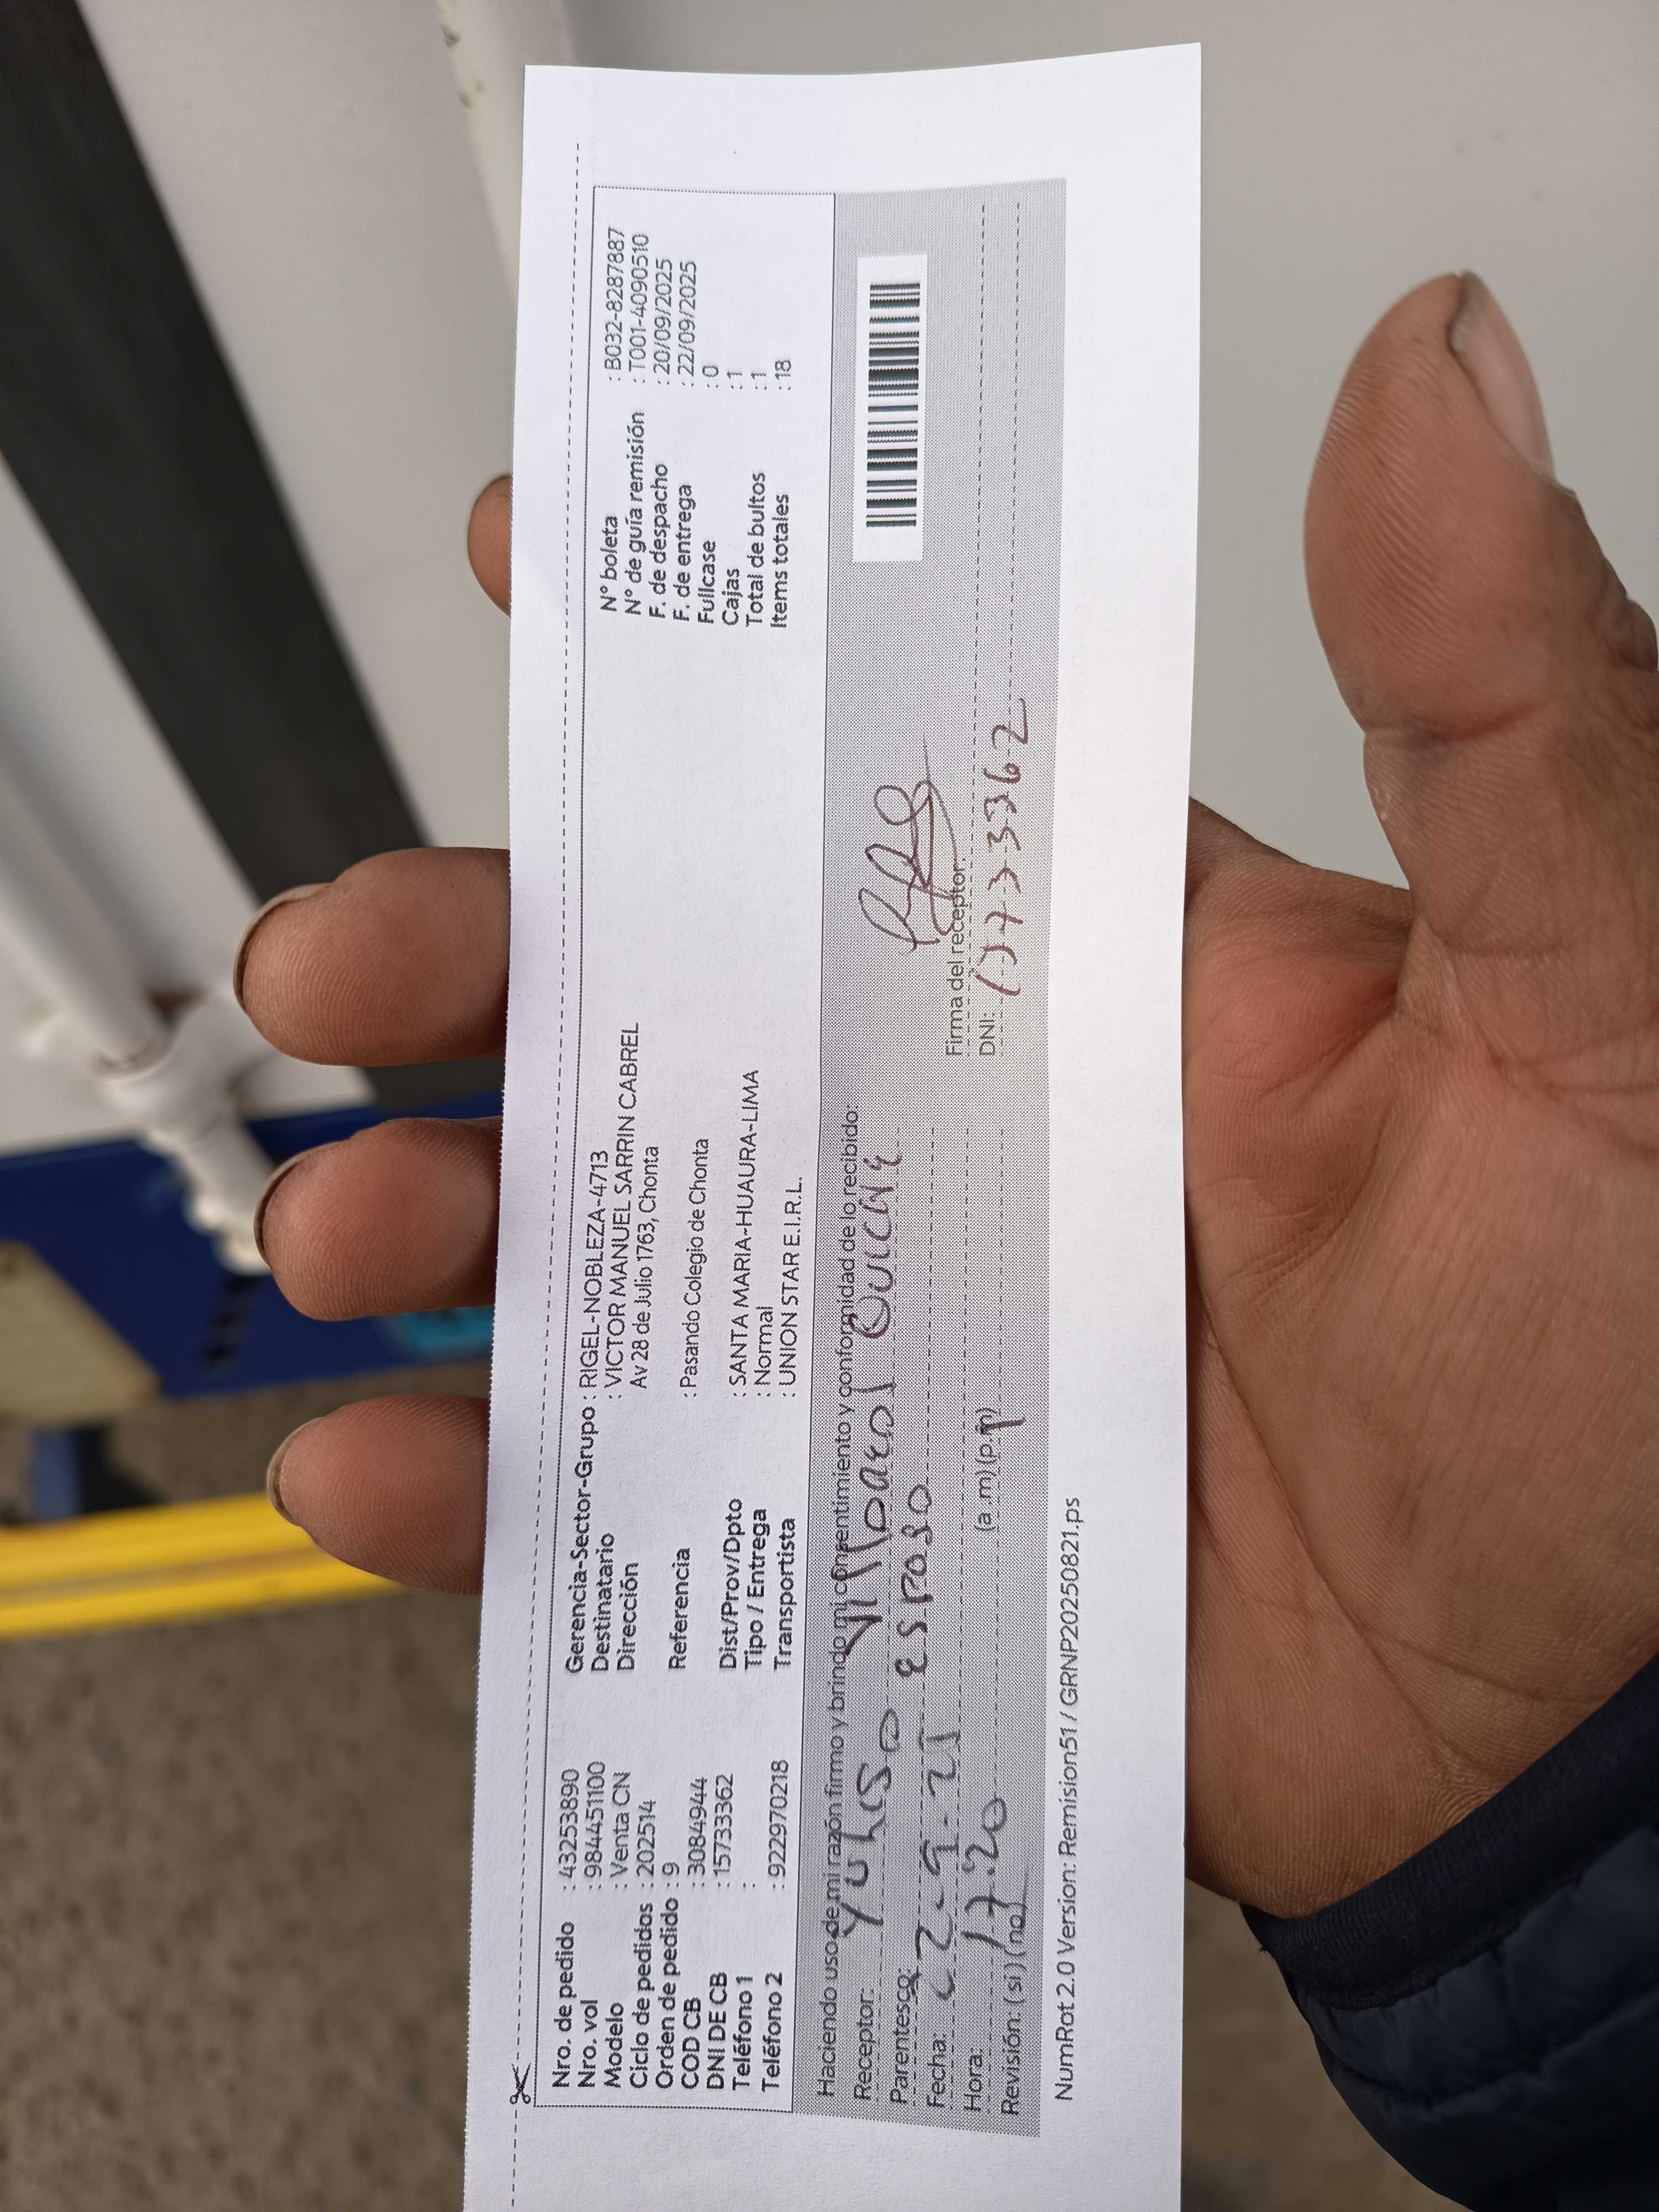 Nro. de pedido : 43253890
Nro. vol : 984451100
Modelo : Venta CN
Ciclo de pedidos : 202514
Orden de pedido : 9
COD CB : 3084944
DNI DE CB : 15733362
Teléfono 1 :
Teléfono 2 : 922970218
Gerencia-Sector-Grupo : RIGEL-NOBLEZA-4713
Destinatario : VICTOR MANUEL SARRIN CABREL
Dirección Av 28 de Julio 1763, Chonta
Referencia : Pasando Colegio de Chonta
Dist/Prov/Dpto : SANTA MARIA-HUAURA-LIMA
Tipo / Entrega : Normal
Transportista : UNION STAR E.I.R.L.
N° boleta : B032-8287887
N° de guía remisión : T001-4090510
F. de despacho : 20/09/2025
F. de entrega : 22/09/2025
Fullcase : 0
Cajas : 1
Total de bultos : 1
Items totales : 18
Haciendo uso de mi razón firmo y brindo mi consentimiento y conformidad de lo recibido:
Receptor:
Parentesco: esposo
Fecha:
Hora: 17:20 (a.m) (p.m)
Revisión: (si) (no)
Firma del receptor:
DNI: 15733362
NumRot 2.0 Version: Remision51 / GRNP20250821.ps